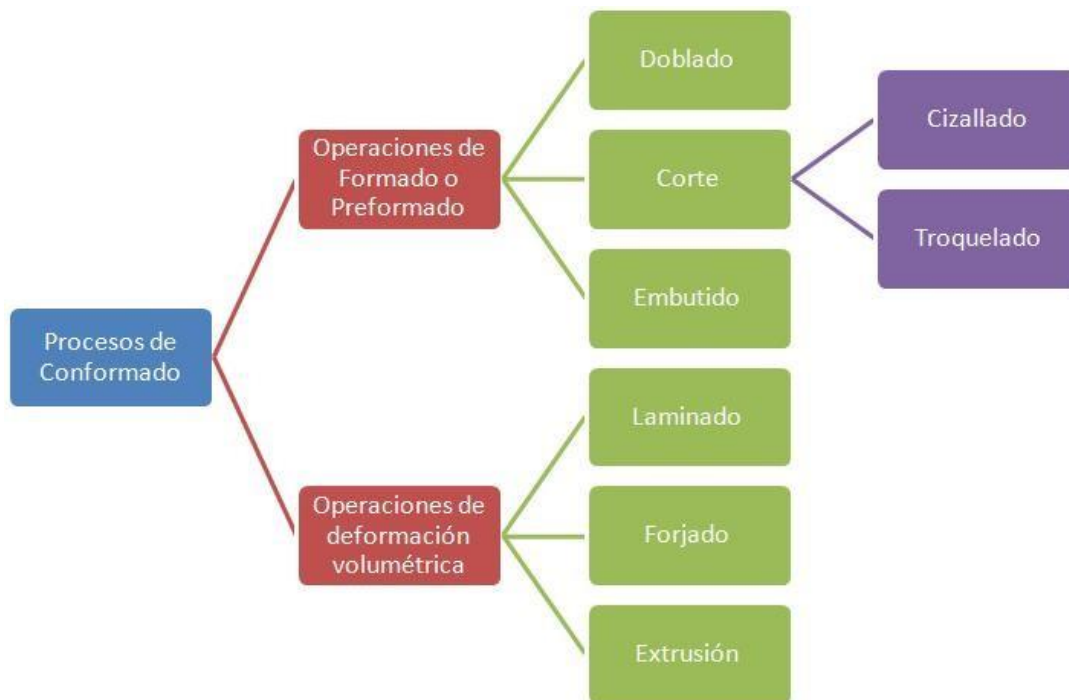 Procesos de
Conformado
Operaciones de
Formado o
Preformado
Doblado
Corte
Cizallado
Troquelado
Embutido
Operaciones de
deformación
volumétrica
Laminado
Forjado
Extrusión